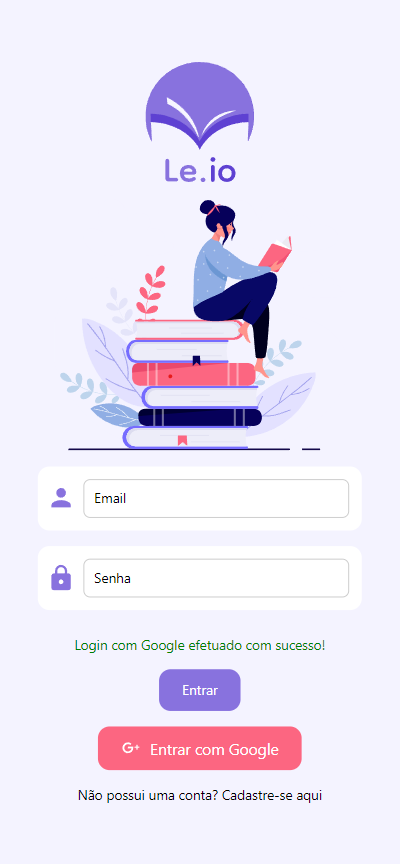 Le.io
Email
Senha
Login com Google efetuado com sucesso!
Entrar
G+ Entrar com Google
Não possui uma conta? Cadastre-se aqui